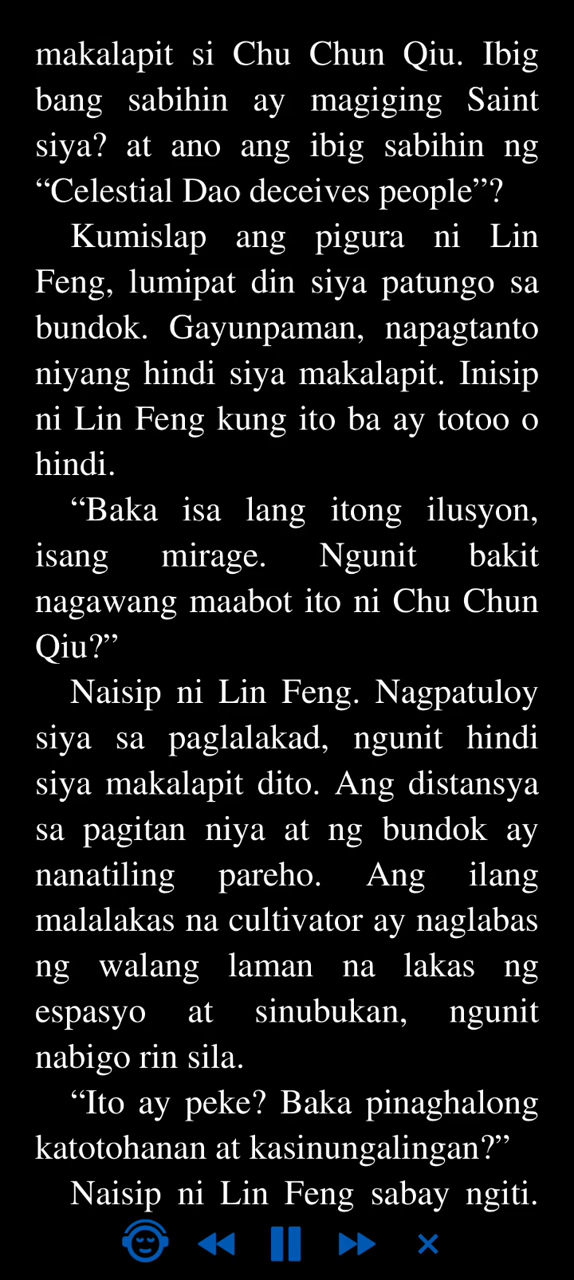 makalapit si Chu Chun Qiu. Ibig
bang sabihin ay magiging Saint
siya? at ano ang ibig sabihin ng
“Celestial Dao deceives people”?
Kumislap ang pigura ni Lin
Feng, lumipat din siya patungo sa
bundok. Gayunpaman, napagtanto
niyang hindi siya makalapit. Inisip
ni Lin Feng kung ito ba ay totoo o
hindi.
“Baka isa lang itong ilusyon,
isang mirage. Ngunit bakit
nagawang maabot ito ni Chu Chun
Qiu?”
Naisip ni Lin Feng. Nagpatuloy
siya sa paglalakad, ngunit hindi
siya makalapit dito. Ang distansya
sa pagitan niya at ng bundok ay
nanatiling pareho. Ang ilang
malalakas na cultivator ay naglabas
ng walang laman na lakas ng
espasyo at sinubukan, ngunit
nabigo rin sila.
“Ito ay peke? Baka pinaghalong
katotohanan at kasinungalingan?”
Naisip ni Lin Feng sabay ngiti.